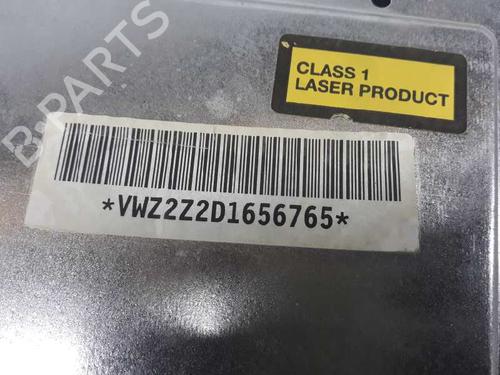 B-PARTS
CLASS 1
LASER PRODUCT
*VWZ2Z2D1656765*